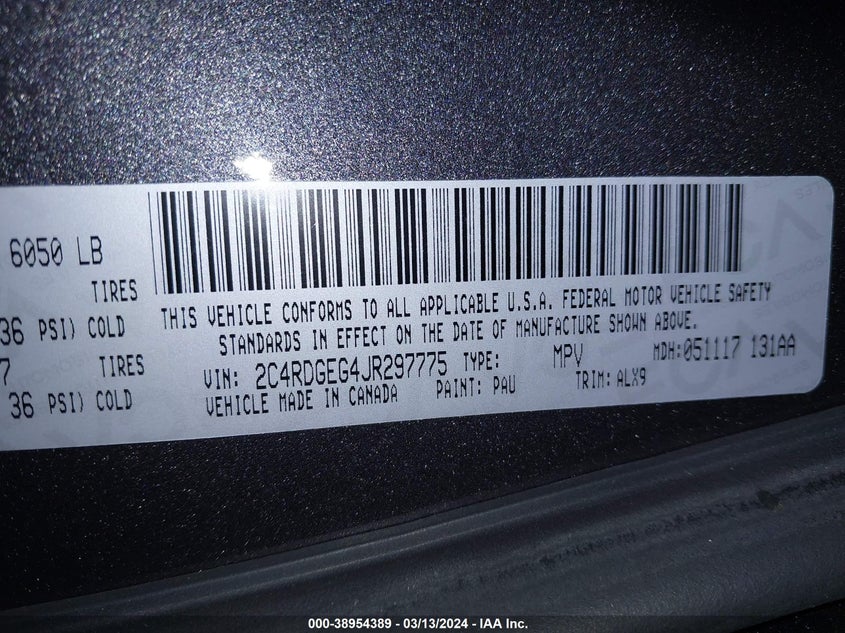 6050 LB
TIRES
36 PSI) COLD
7 TIRES
36 PSI) COLD
THIS VEHICLE CONFORMS TO ALL APPLICABLE U.S.A. FEDERAL MOTOR VEHICLE SAFETY
STANDARDS IN EFFECT ON THE DATE OF MANUFACTURE SHOWN ABOVE.
VIN: 2C4RDGEG4JR297775 TYPE: MPV MDH:051117 131AA
VEHICLE MADE IN CANADA PAINT: PAU TRIM: ALX9
000-38954389 - 03/13/2024 - IAA Inc.